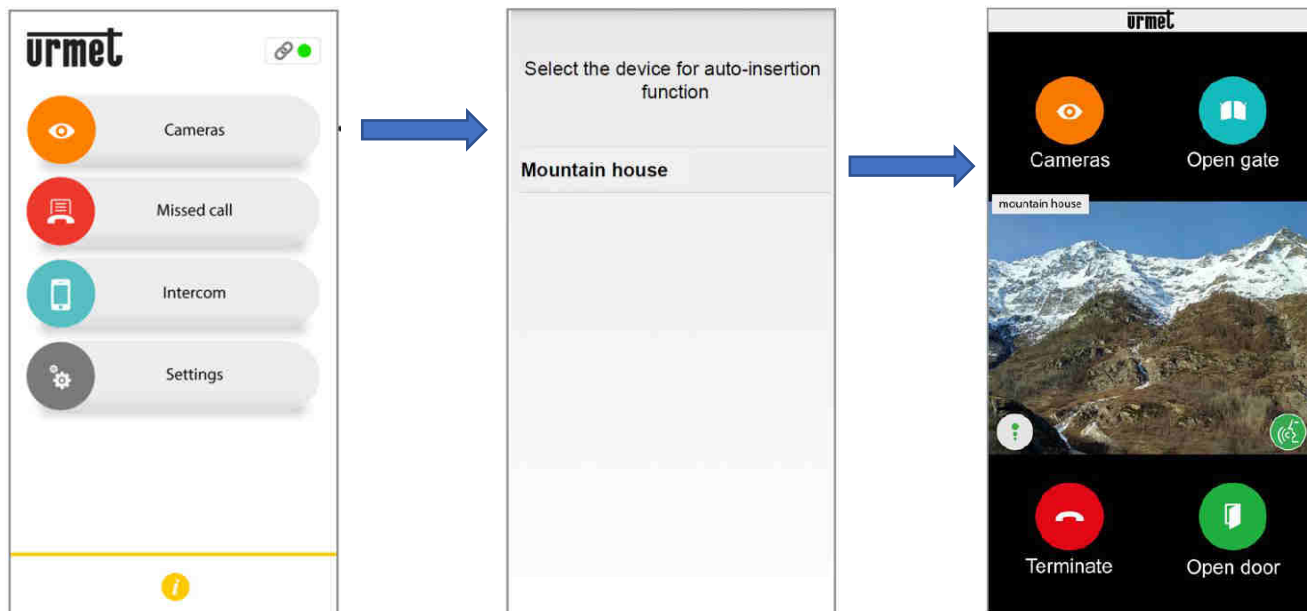 urmet
Cameras
Missed call
Intercom
Settings
i
Select the device for auto-insertion
function
Mountain house
urmet
Cameras
Open gate
mountain house
Terminate
Open door